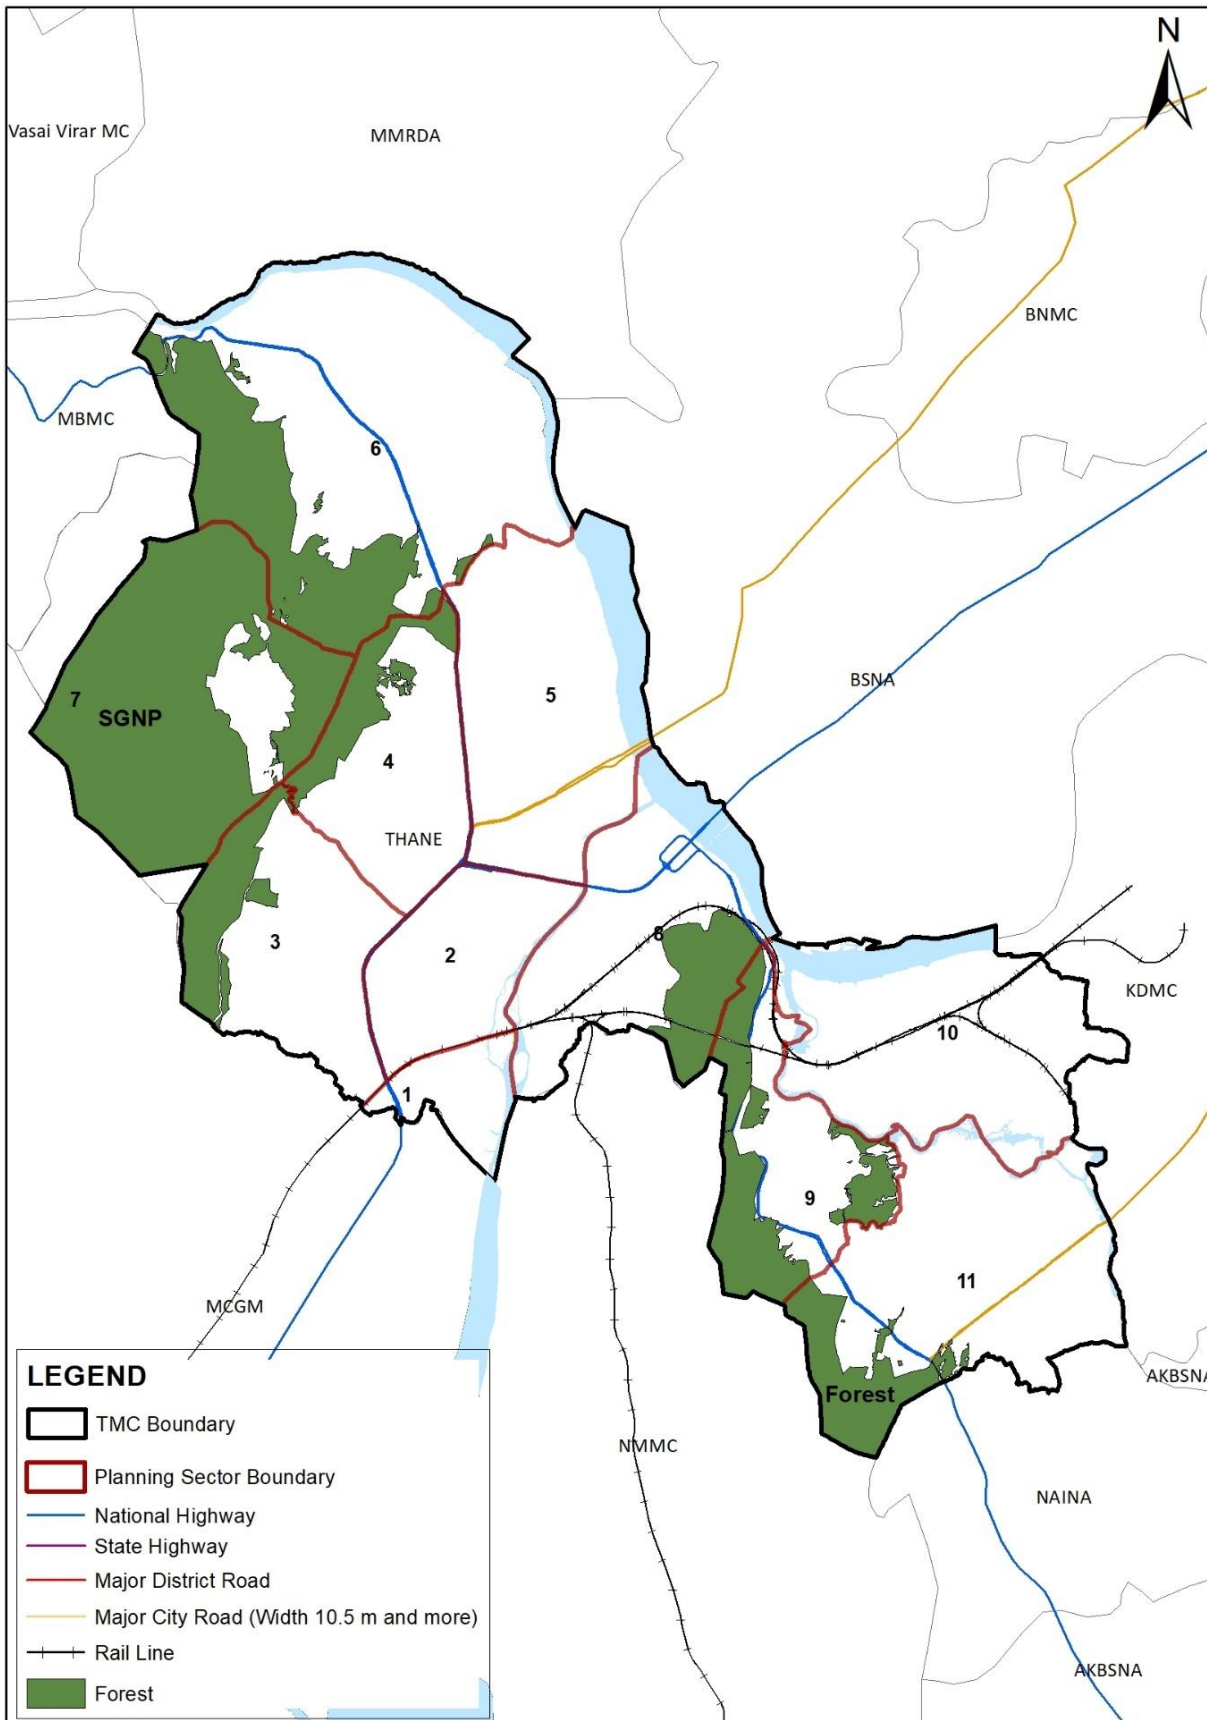 N
Vasai Virar MC
MMRDA
BNMC
MBMC
6
BSNA
7
SGNP
5
4
THANE
3
2
8
KDMC
10
1
9
11
MCGM
Forest
AKBSNA
NMMC
NAINA
AKBSNA
LEGEND
TMC Boundary
Planning Sector Boundary
National Highway
State Highway
Major District Road
Major City Road (Width 10.5 m and more)
Rail Line
Forest